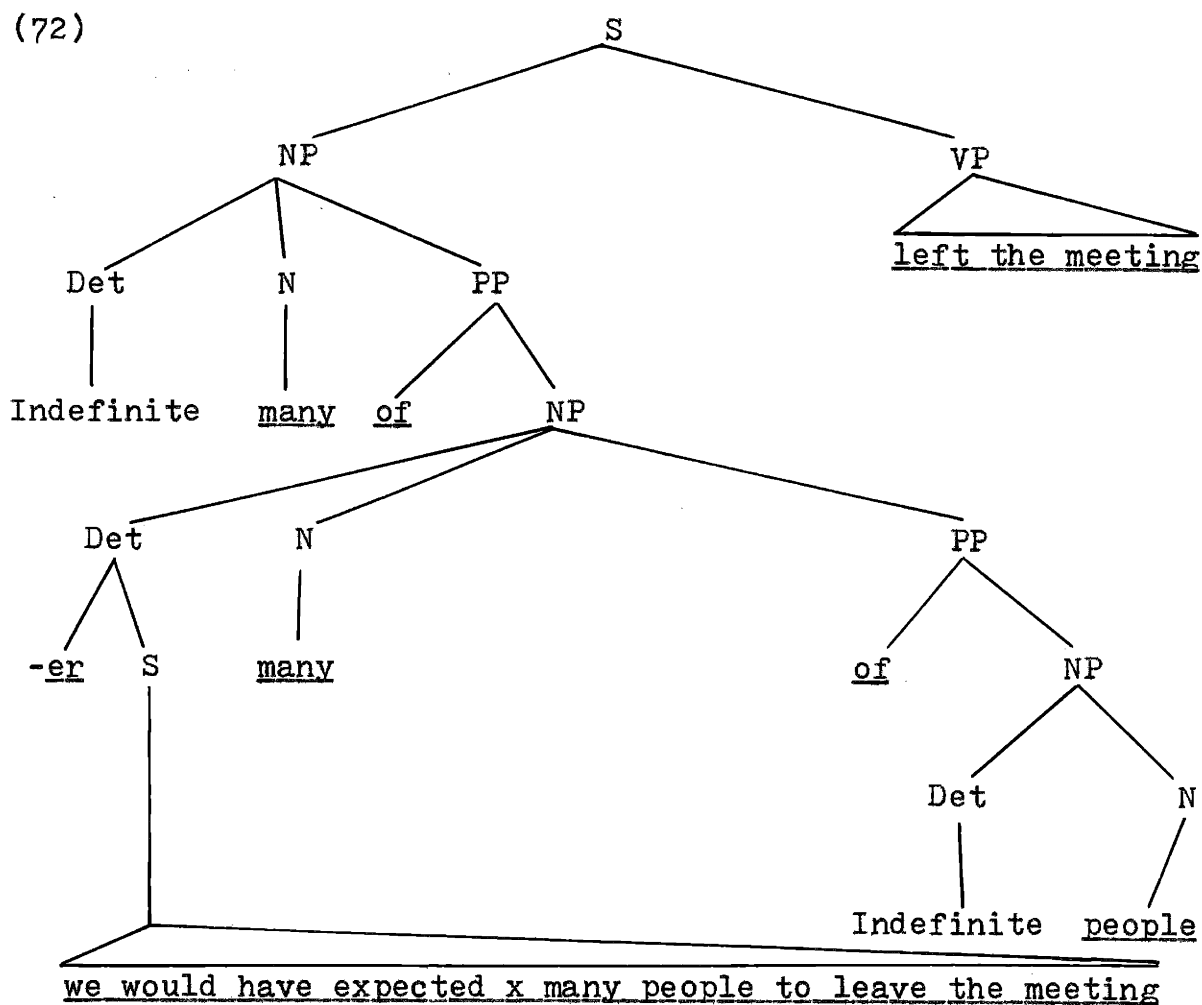 (72)
S
NP VP
left the meeting
Det N PP
Indefinite many of NP
Det N PP
-er S many of NP
Det N
Indefinite people
we would have expected x many people to leave the meeting